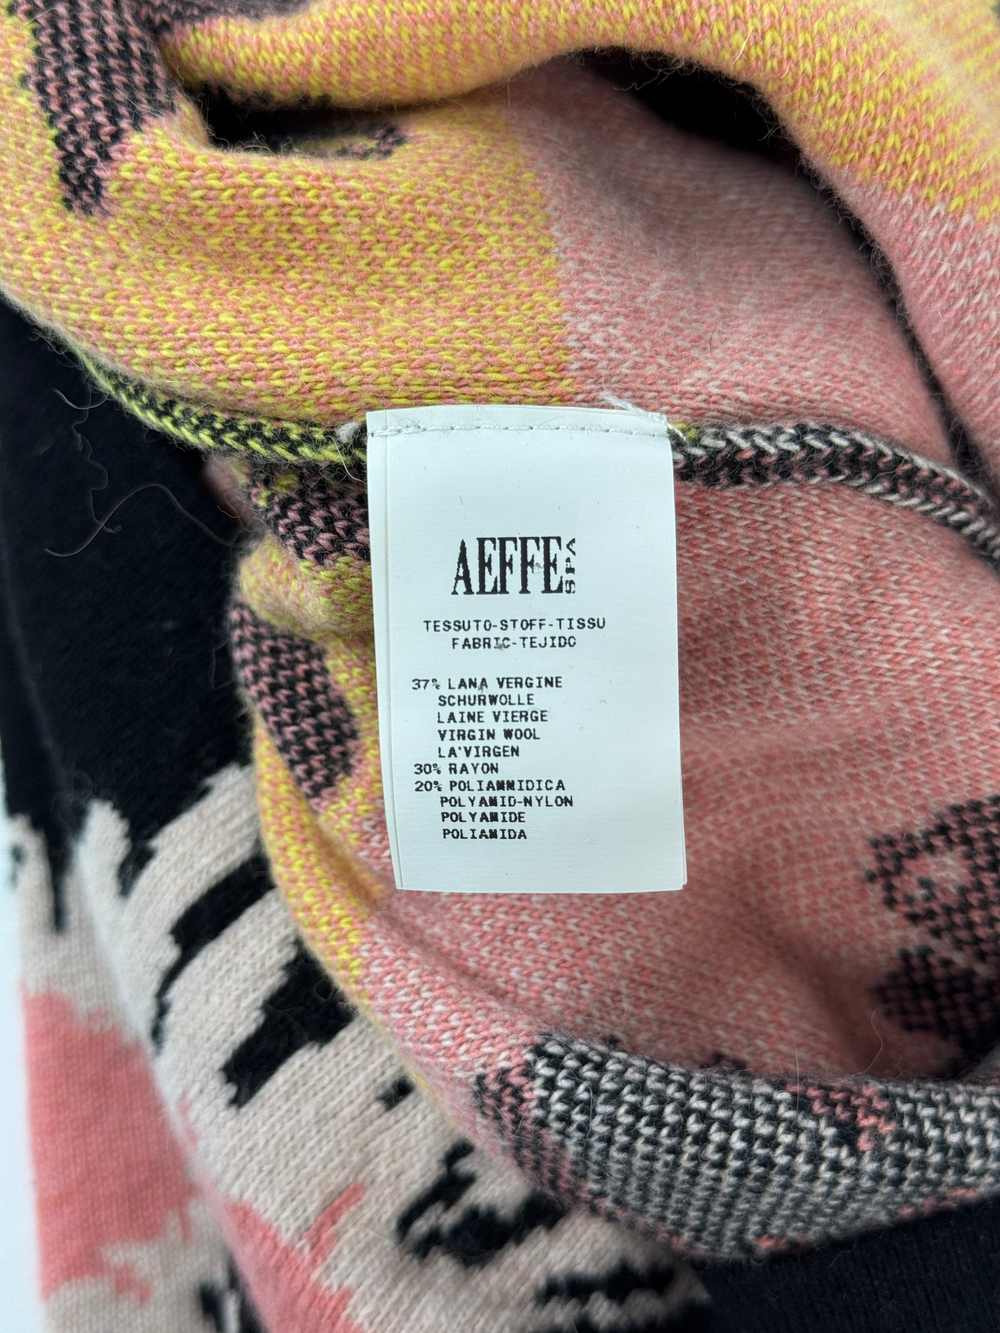 AEFFE SPA
TESSUTO-STOFF-TISSU
FABRIC-TEJIDO
37% LANA VERGINE
SCHURWOLLE
LAINE VIERGE
VIRGIN WOOL
LA'VIRGEN
30% RAYON
20% POLIAMMIDICA
POLYAMID-NYLON
POLYAMIDE
POLIAMIDA